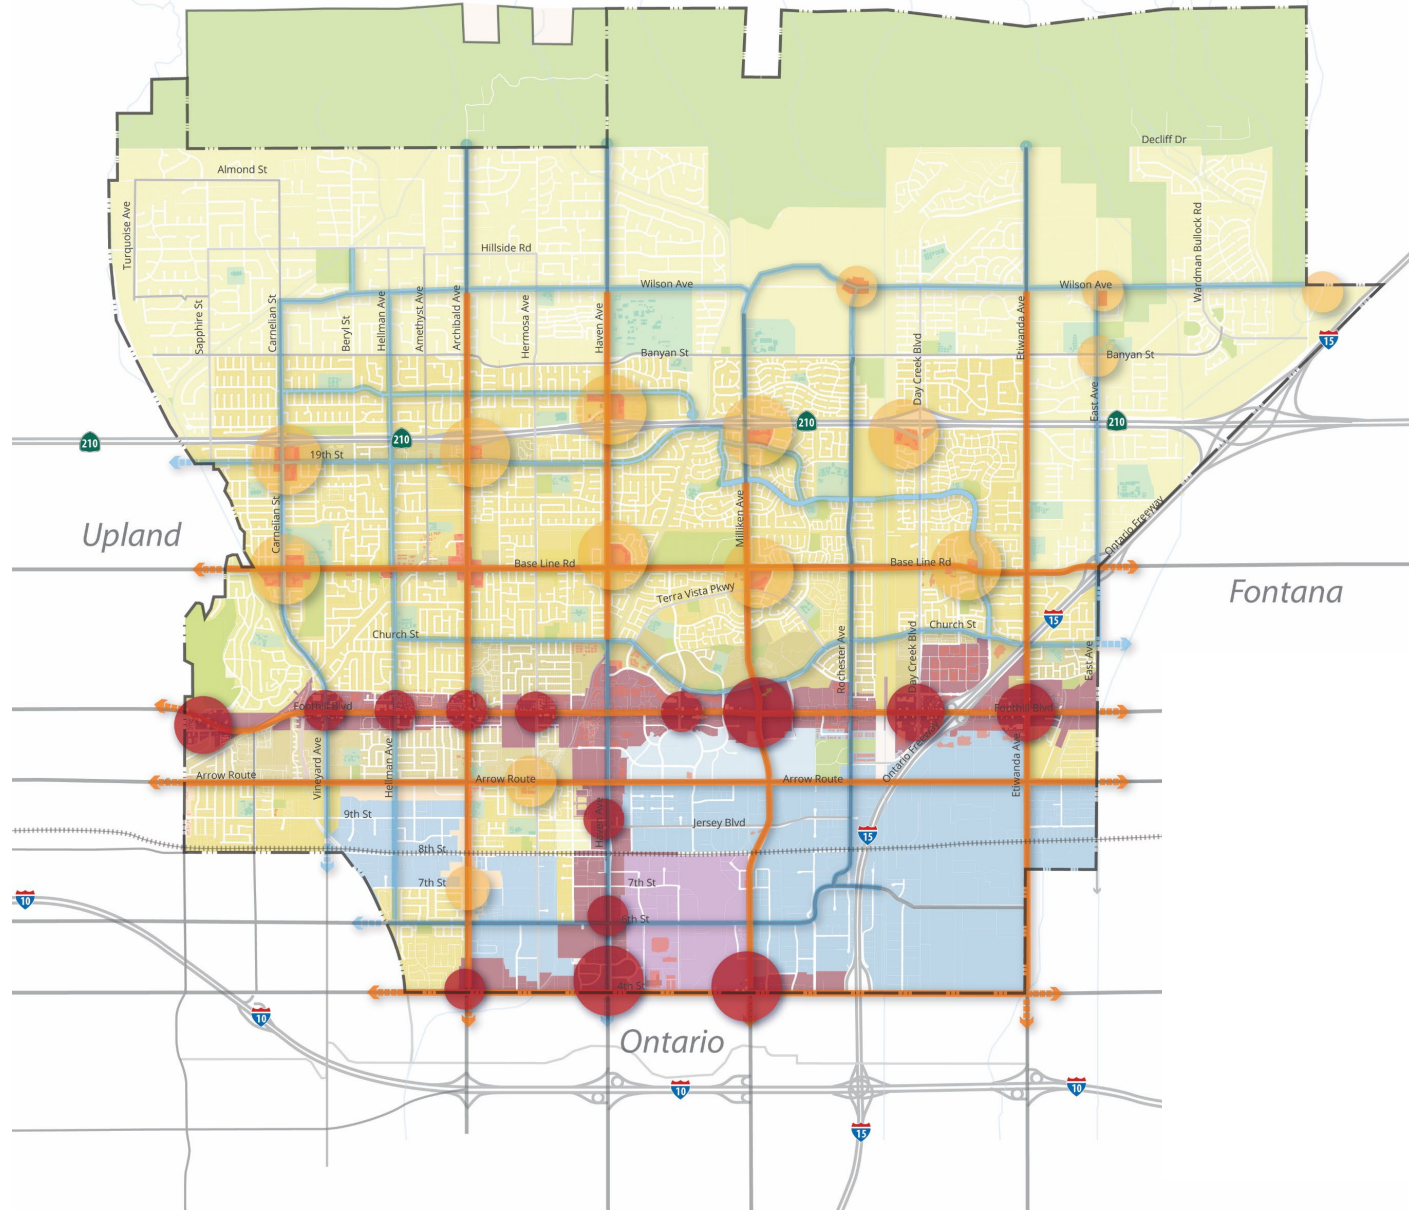 Decliff Dr
Almond St
Turquoise Ave
Wardman Bullock Rd
Hillside Rd
Wilson Ave
Wilson Ave
Sapphire St
Carnelian St
Beryl St
Hellman Ave
Amethyst Ave
Archibald Ave
Hermosa Ave
Haven Ave
Etiwanda Ave
Banyan St
Banyan St
15
Day Creek Blvd
East Ave
210
210
210
210
19th St
Carnelian St
Milliken Ave
Ontario Freeway
Upland
Base Line Rd
Base Line Rd
Fontana
Terra Vista Pkwy
15
Church St
Church St
Rochester Ave
Day Creek Blvd
East Ave
Foothill Blvd
Foothill Blvd
Vineyard Ave
Hellman Ave
Ontario Freeway
Etiwanda Ave
Arrow Route
Arrow Route
Arrow Route
9th St
Jersey Blvd
15
8th St
7th St
7th St
10
6th St
4th St
10
Ontario
10
10
15